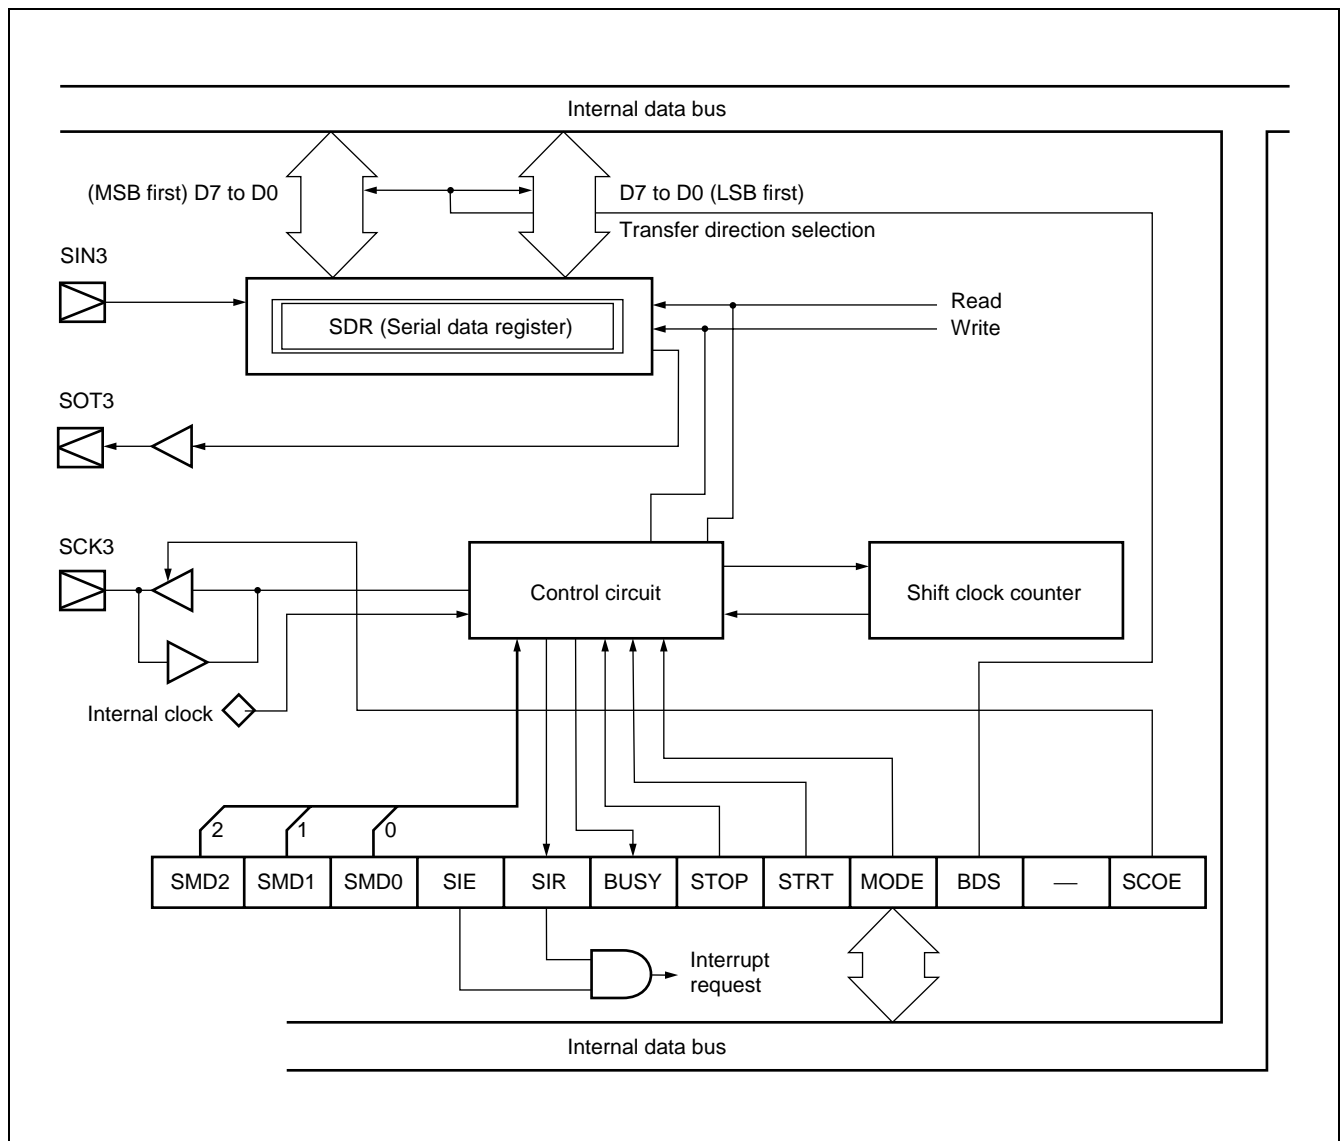 Internal data bus
(MSB first) D7 to D0
D7 to D0 (LSB first)
Transfer direction selection
SIN3
SDR (Serial data register)
Read
Write
SOT3
SCK3
Control circuit
Shift clock counter
Internal clock
2
1
0
SMD2 SMD1 SMD0 SIE SIR BUSY STOP STRT MODE BDS — SCOE
Interrupt
request
Internal data bus